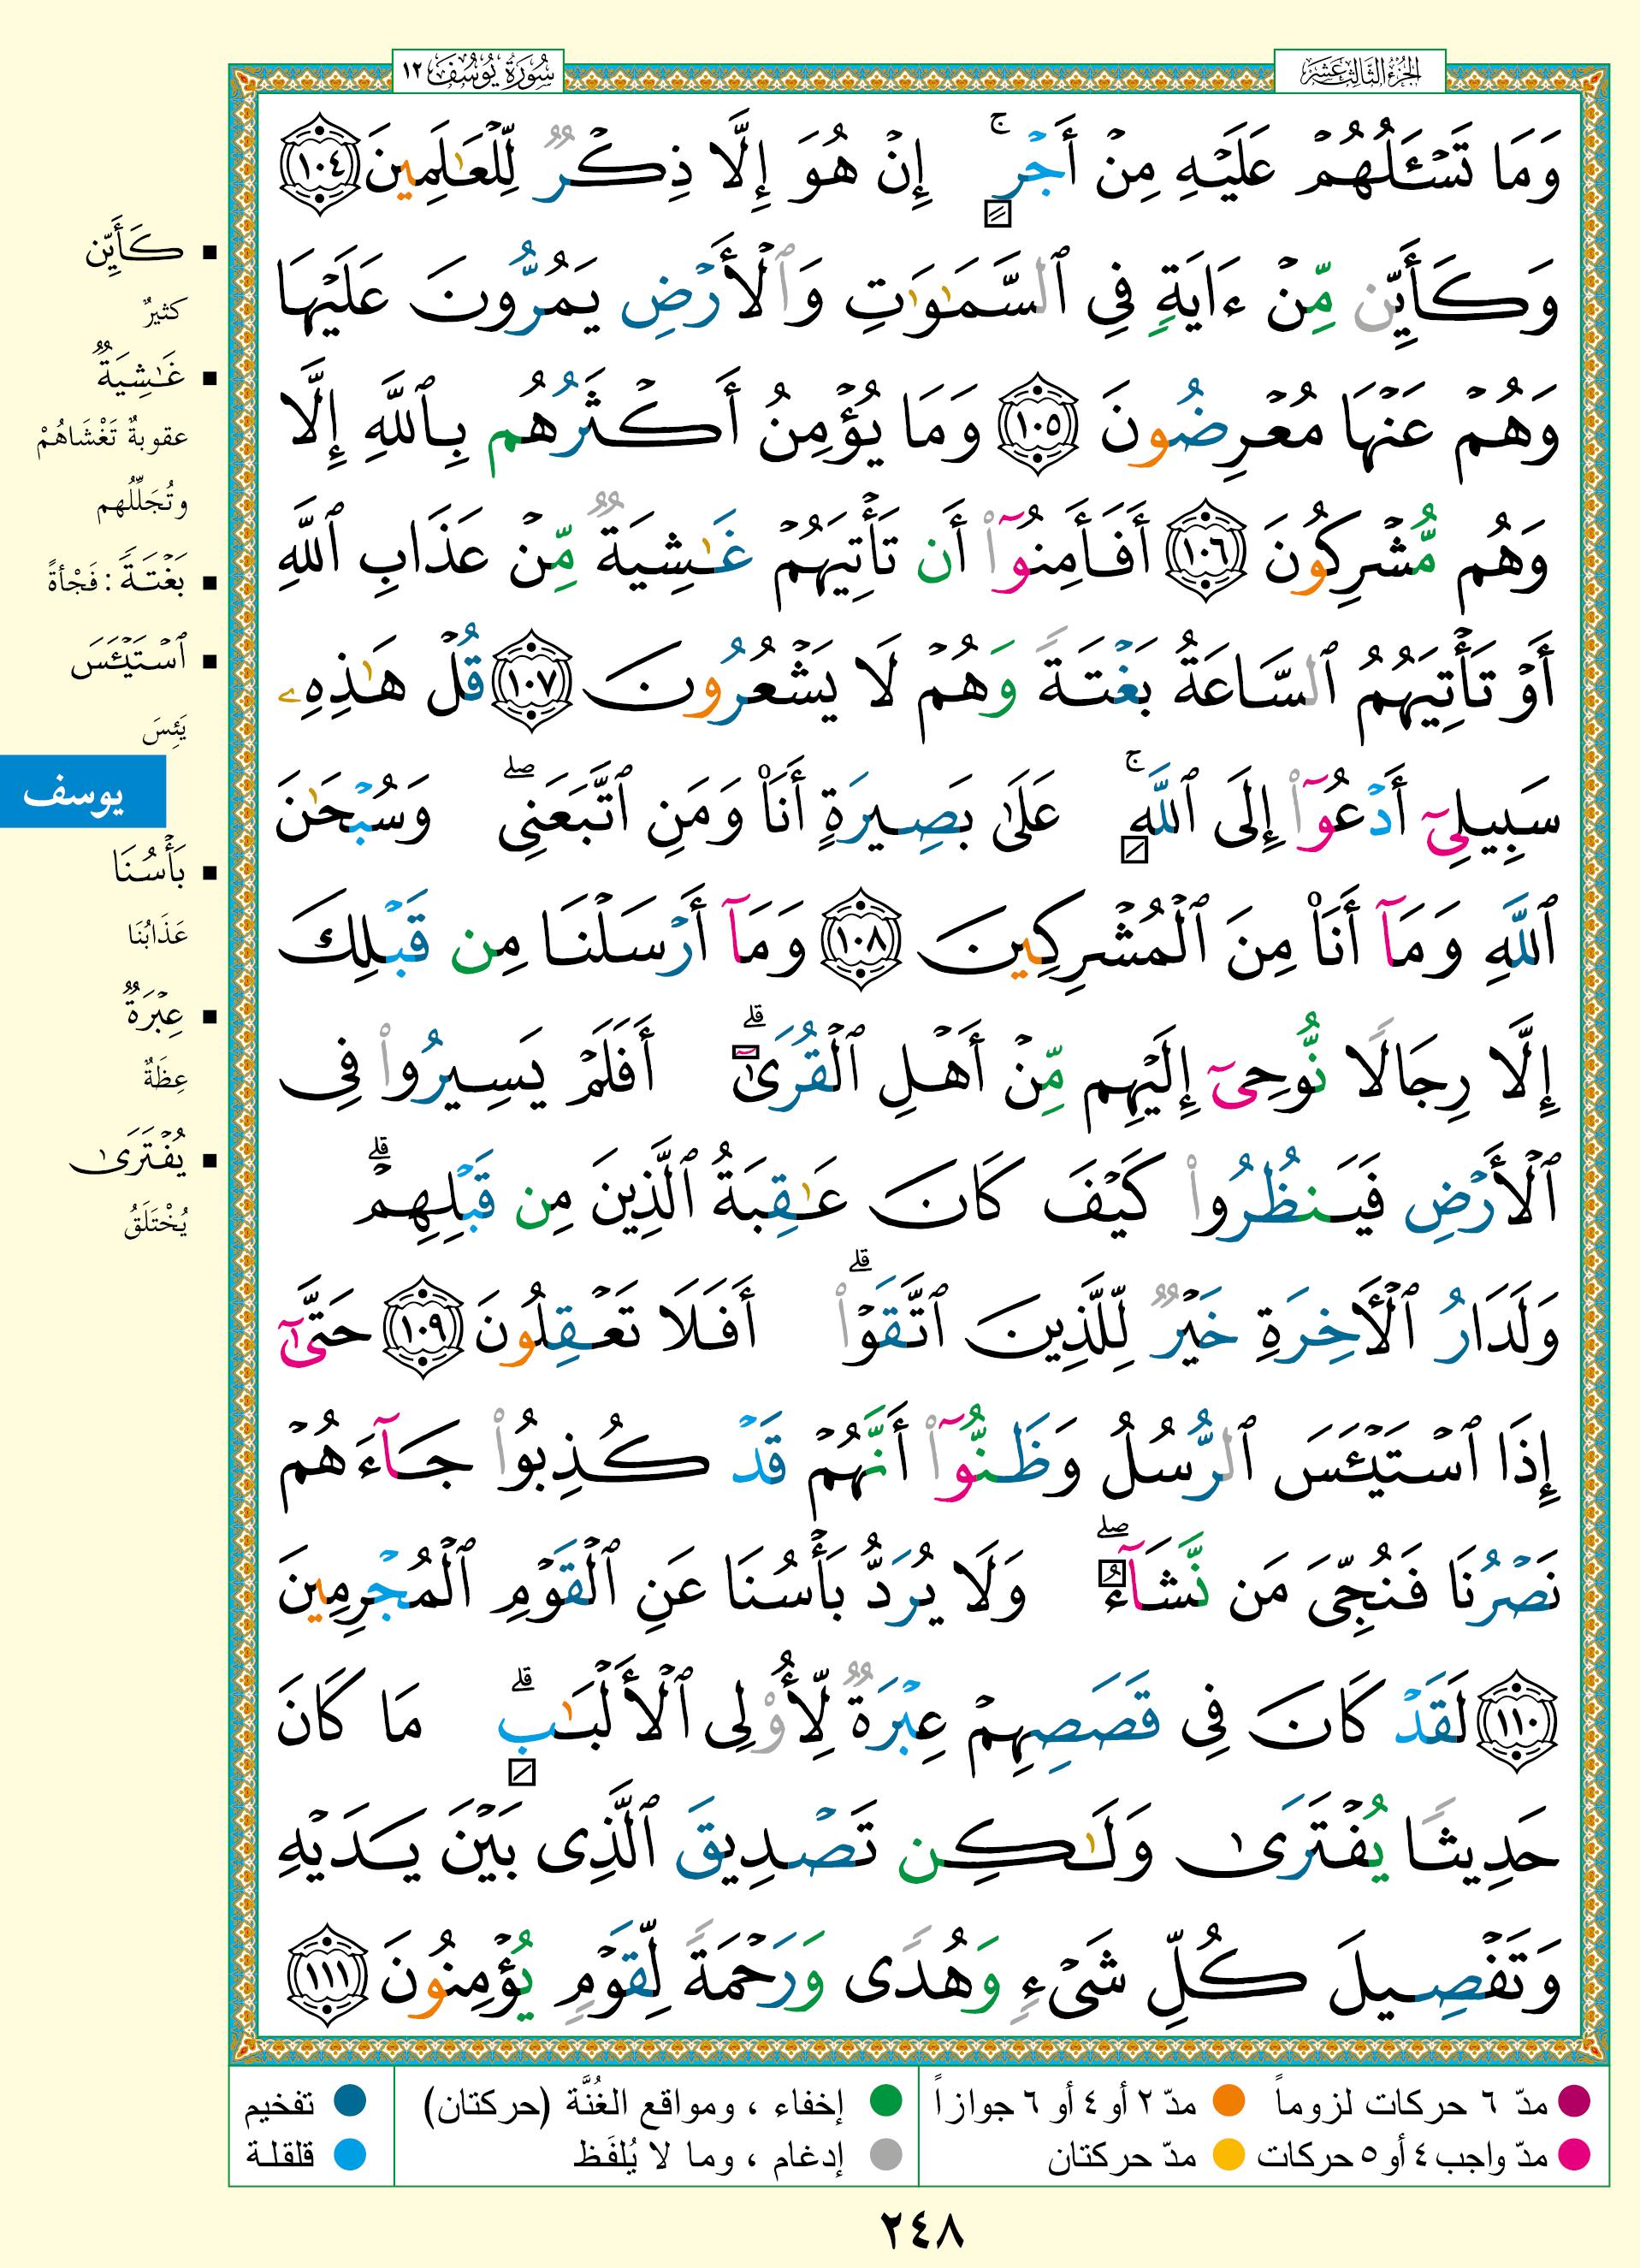 الجزء الثالث عشر
سُورَةُ يُوسُفَ ١٢
وَمَا تَسْـَٔلُهُمْ عَلَيْهِ مِنْ أَجْرٍ ۚ إِنْ هُوَ إِلَّا ذِكْرٌ لِّلْعَـٰلَمِينَ ١٠٤
وَكَأَيِّن مِّنْ ءَايَةٍ فِى ٱلسَّمَـٰوَٰتِ وَٱلْأَرْضِ يَمُرُّونَ عَلَيْهَا
وَهُمْ عَنْهَا مُعْرِضُونَ ١٠٥ وَمَا يُؤْمِنُ أَكْثَرُهُم بِٱللَّهِ إِلَّا
وَهُم مُّشْرِكُونَ ١٠٦ أَفَأَمِنُوٓا۟ أَن تَأْتِيَهُمْ غَـٰشِيَةٌ مِّنْ عَذَابِ ٱللَّهِ
أَوْ تَأْتِيَهُمُ ٱلسَّاعَةُ بَغْتَةً وَهُمْ لَا يَشْعُرُونَ ١٠٧ قُلْ هَـٰذِهِۦ
سَبِيلِىٓ أَدْعُوٓا۟ إِلَى ٱللَّهِ ۚ عَلَىٰ بَصِيرَةٍ أَنَا۠ وَمَنِ ٱتَّبَعَنِى ۖ وَسُبْحَـٰنَ
ٱللَّهِ وَمَآ أَنَا۠ مِنَ ٱلْمُشْرِكِينَ ١٠٨ وَمَآ أَرْسَلْنَا مِن قَبْلِكَ
إِلَّا رِجَالًا نُّوحِىٓ إِلَيْهِم مِّنْ أَهْلِ ٱلْقُرَىٰٓ ۗ أَفَلَمْ يَسِيرُوا۟ فِى
ٱلْأَرْضِ فَيَنظُرُوا۟ كَيْفَ كَانَ عَـٰقِبَةُ ٱلَّذِينَ مِن قَبْلِهِمْ ۗ
وَلَدَارُ ٱلْـَٔاخِرَةِ خَيْرٌ لِّلَّذِينَ ٱتَّقَوْا۟ ۗ أَفَلَا تَعْقِلُونَ ١٠٩ حَتَّىٰٓ
إِذَا ٱسْتَيْـَٔسَ ٱلرُّسُلُ وَظَنُّوٓا۟ أَنَّهُمْ قَدْ كُذِبُوا۟ جَآءَهُمْ
نَصْرُنَا فَنُجِّىَ مَن نَّشَآءُ ۖ وَلَا يُرَدُّ بَأْسُنَا عَنِ ٱلْقَوْمِ ٱلْمُجْرِمِينَ
١١٠ لَقَدْ كَانَ فِى قَصَصِهِمْ عِبْرَةٌ لِّأُو۟لِى ٱلْأَلْبَـٰبِ ۗ مَا كَانَ
حَدِيثًا يُفْتَرَىٰ وَلَـٰكِن تَصْدِيقَ ٱلَّذِى بَيْنَ يَدَيْهِ
وَتَفْصِيلَ كُلِّ شَىْءٍ وَهُدًى وَرَحْمَةً لِّقَوْمٍ يُؤْمِنُونَ ١١١
كَأَيِّن
كثيرٌ
غَـٰشِيَةٌ
عقوبةٌ تَغْشَاهُمْ
وتُجَلِّلُهم
بَغْتَةً : فَجْأةً
ٱسْتَيْـَٔسَ
يَئِسَ
يوسف
بَأْسُنَا
عَذَابُنَا
عِبْرَةٌ
عِظَةٌ
يُفْتَرَىٰ
يُخْتَلَقُ
مدّ ٦ حركات لزوماً
مدّ ٢ أو ٤ أو ٦ جوازاً
مدّ واجب ٤ أو ٥ حركات
مدّ حركتان
إخفاء ، ومواقع الغُنَّة (حركتان)
إدغام ، وما لا يُلفَظ
تفخيم
قلقلة
٢٤٨